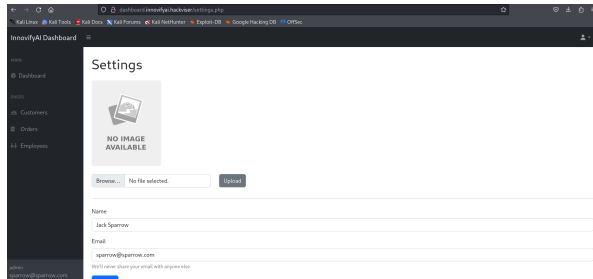 dashboard.innovifyai.hackviser/settings.php
Kali Linux Kali Tools Kali Docs Kali Forums Kali NetHunter Exploit-DB Google Hacking DB OffSec
InnovifyAI Dashboard
Dashboard
Customers
Orders
Employees
admin
sparrow@sparrow.com
Settings
NO IMAGE
AVAILABLE
Browse... No file selected. Upload
Name
Jack Sparrow
Email
sparrow@sparrow.com
We'll never share your email with anyone else.